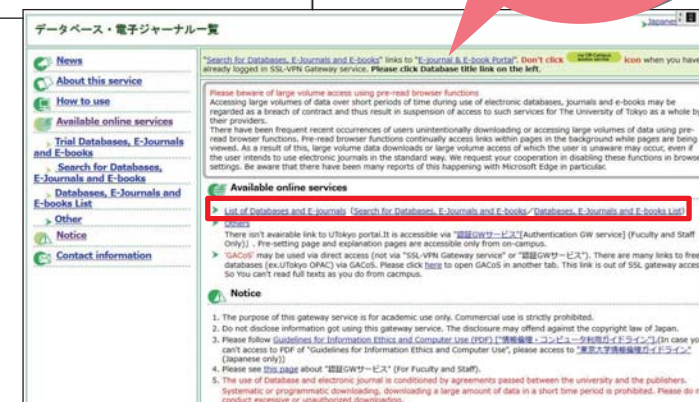 データベース・電子ジャーナル一覧
Japanese
News
About this service
How to use
Available online services
Trial Databases, E-Journals
and E-books
Search for Databases,
E-Journals and E-books
Databases, E-Journals and
E-books List
Other
Notice
Contact information
"Search for Databases, E-Journals and E-books" links to "E-journal & E-book Portal". Don't click icon when you have
already logged in SSL-VPN Gateway service. Please click Database title link on the left.
Please beware of large volume access using pre-read browser functions
Accessing large volumes of data over short periods of time during use of electronic databases, journals and e-books may be
regarded as a breach of contract and thus result in suspension of access to such services for The University of Tokyo as a whole by
their providers.
There have been frequent recent occurrences of users unintentionally downloading or accessing large volumes of data using pre-
read browser functions. Pre-read browser functions continually access links within pages in the background while pages are being
viewed. As a result of this, large volume data downloads or large volume access of which the user is unaware may occur, even if
the user intends to use electronic journals in the standard way. We request your cooperation in disabling these functions in browser
settings. Be aware that there have been many reports of this happening with Microsoft Edge in particular.
Available online services
List of Databases and E-journals (Search for Databases, E-Journals and E-books／Databases, E-Journals and E-books List)
Others
There isn't avairable link to UTokyo portal.It is accessible via "認証GWサービス"[Authentication GW service] (Fuculty and Staff
Only)) . Pre-setting page and explanation pages are accessible only from on-campus.
"GACoS" may be used via direct access (not via "SSL-VPN Gateway service" or "認証GWサービス"). There are many links to free
databases (ex.UTokyo OPAC) via GACoS. Please click here to open GACoS in another tab. This link is out of SSL gateway access
So You can't read full texts as you do from cacmpus.
Notice
1. The purpose of this gateway service is for academic use only. Commercial use is strictly prohibited.
2. Do not disclose information got using this gateway service. The disclosure may offend against the copyright law of Japan.
3. Please follow Guidelines for Information Ethics and Computer Use (PDF) ["情報倫理・コンピュータ利用ガイドライン"].(In case you
can't access to PDF of "Guidelines for Information Ethics and Computer Use", please access to "東京大学情報倫理ガイドライン"
(Japanese only))
4. Please see this page about "認証GWサービス" (For Fuculty and Staff).
5. The use of Database and electronic journal is conditioned by agreements passed between the university and the publishers.
Systematic or programmatic downloading, downloading a large amount of data in a short time period is prohibited. Please do n
conduct excessive or unauthorized downloading.